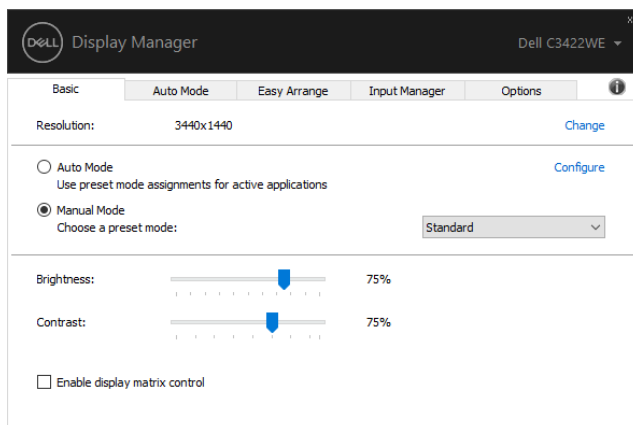 DELL Display Manager Dell C3422WE
Basic Auto Mode Easy Arrange Input Manager Options
Resolution: 3440x1440 Change
Auto Mode Configure
Use preset mode assignments for active applications
Manual Mode
Choose a preset mode: Standard
Brightness: 75%
Contrast: 75%
Enable display matrix control